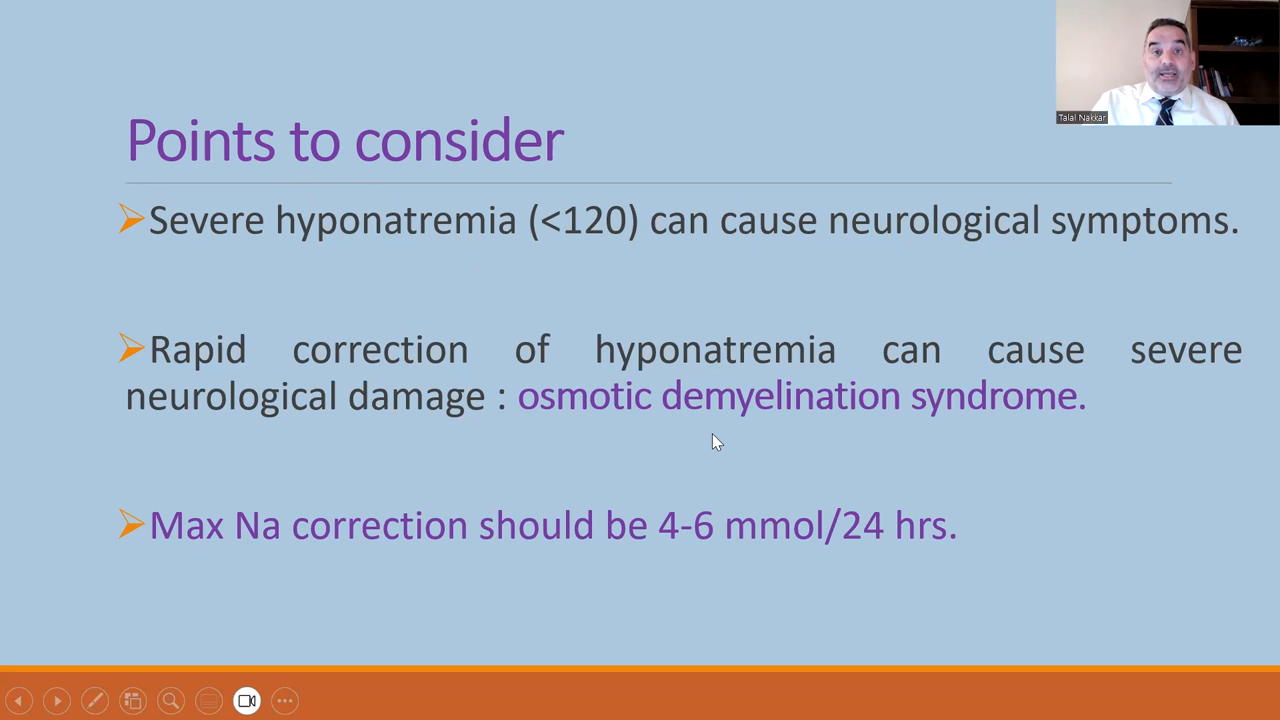 Talal Nakkar
Points to consider
Severe hyponatremia (<120) can cause neurological symptoms.
Rapid correction of hyponatremia can cause severe
neurological damage : osmotic demyelination syndrome.
Max Na correction should be 4-6 mmol/24 hrs.